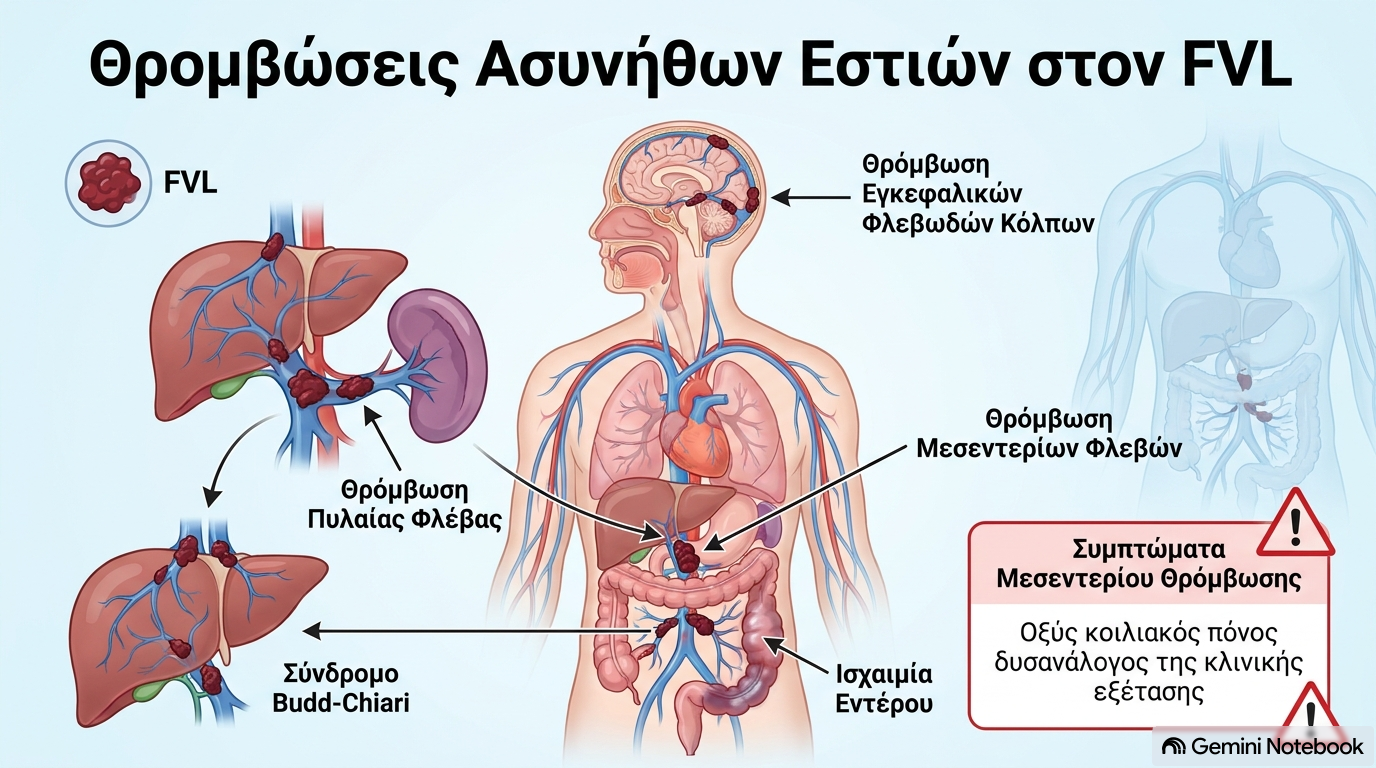 Θρομβώσεις Ασυνήθων Εστιών στον FVL
FVL
Θρόμβωση
Εγκεφαλικών
Φλεβωδών Κόλπων
Θρόμβωση
Μεσεντερίων Φλεβών
Θρόμβωση
Πυλαίας Φλέβας
Συμπτώματα
Μεσεντερίου Θρόμβωσης
Οξύς κοιλιακός πόνος
δυσανάλογος της κλινικής
εξέτασης
Σύνδρομο
Budd-Chiari
Ισχαιμία
Εντέρου
Gemini Notebook